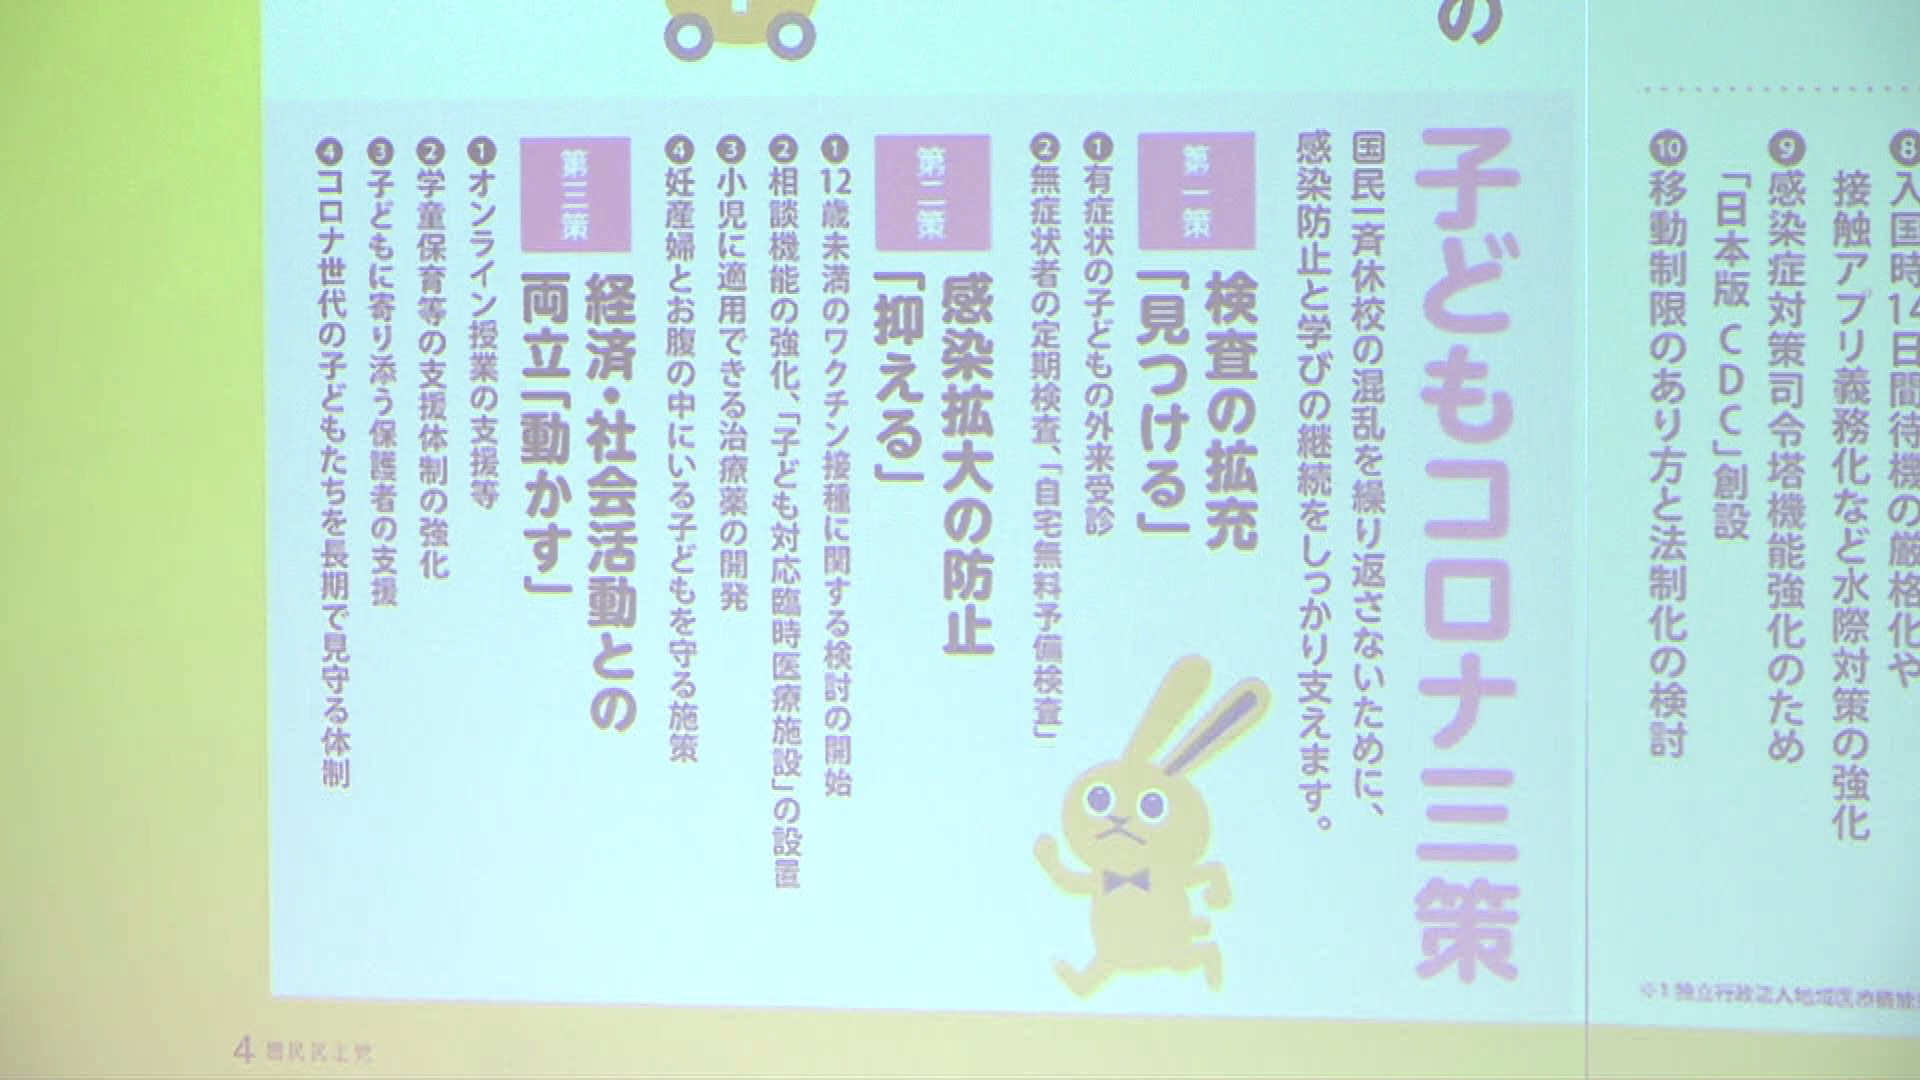 の
❽入国時14日間待機の厳格化や
接触アプリ義務化など水際対策の強化
❾感染症対策司令塔機能強化のため
「日本版 CDC」創設
❿移動制限のあり方と法制化の検討
子どもコロナ三策
国民一斉休校の混乱を繰り返さないために、
感染防止と学びの継続をしっかり支えます。
第一策
検査の拡充
「見つける」
❶有症状の子どもの外来受診
❷無症状者の定期検査、「自宅無料予備検査」
第二策
感染拡大の防止
「抑える」
❶12歳未満のワクチン接種に関する検討の開始
❷相談機能の強化、「子ども対応臨時医療施設」の設置
❸小児に適用できる治療薬の開発
❹妊産婦とお腹の中にいる子どもを守る施策
第三策
経済・社会活動との
両立「動かす」
❶オンライン授業の支援等
❷学童保育等の支援体制の強化
❸子どもに寄り添う保護者の支援
❹コロナ世代の子どもたちを長期で見守る体制
※1 独立行政法人地域医療機能
4 国民民主党